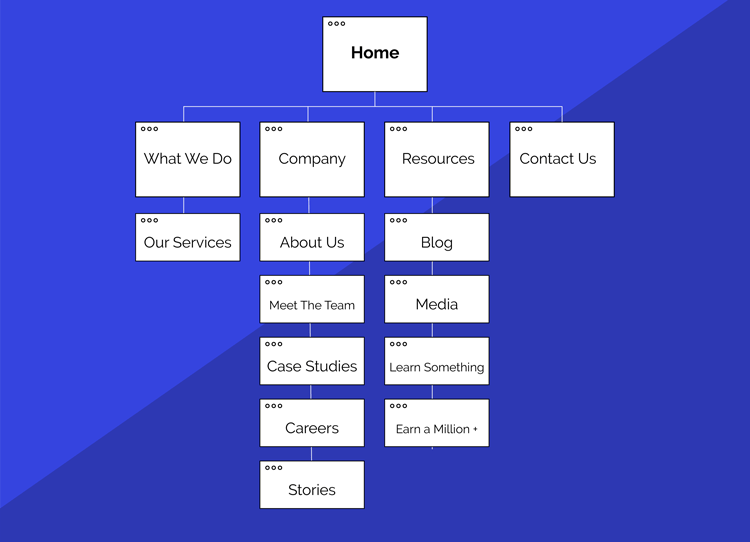 Home
What We Do
Company
Resources
Contact Us
Our Services
About Us
Blog
Meet The Team
Media
Case Studies
Learn Something
Careers
Earn a Million +
Stories